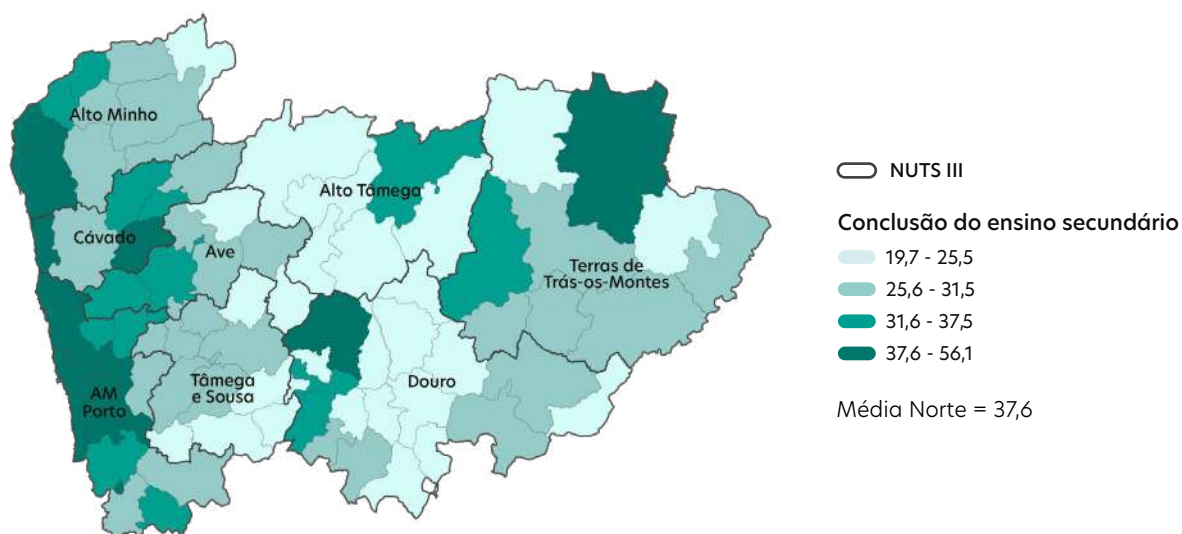 Alto Minho
Alto Tâmega
Cávado
Ave
Terras de
Trás-os-Montes
Tâmega
e Sousa
Douro
AM
Porto
NUTS III
Conclusão do ensino secundário
19,7 - 25,5
25,6 - 31,5
31,6 - 37,5
37,6 - 56,1
Média Norte = 37,6